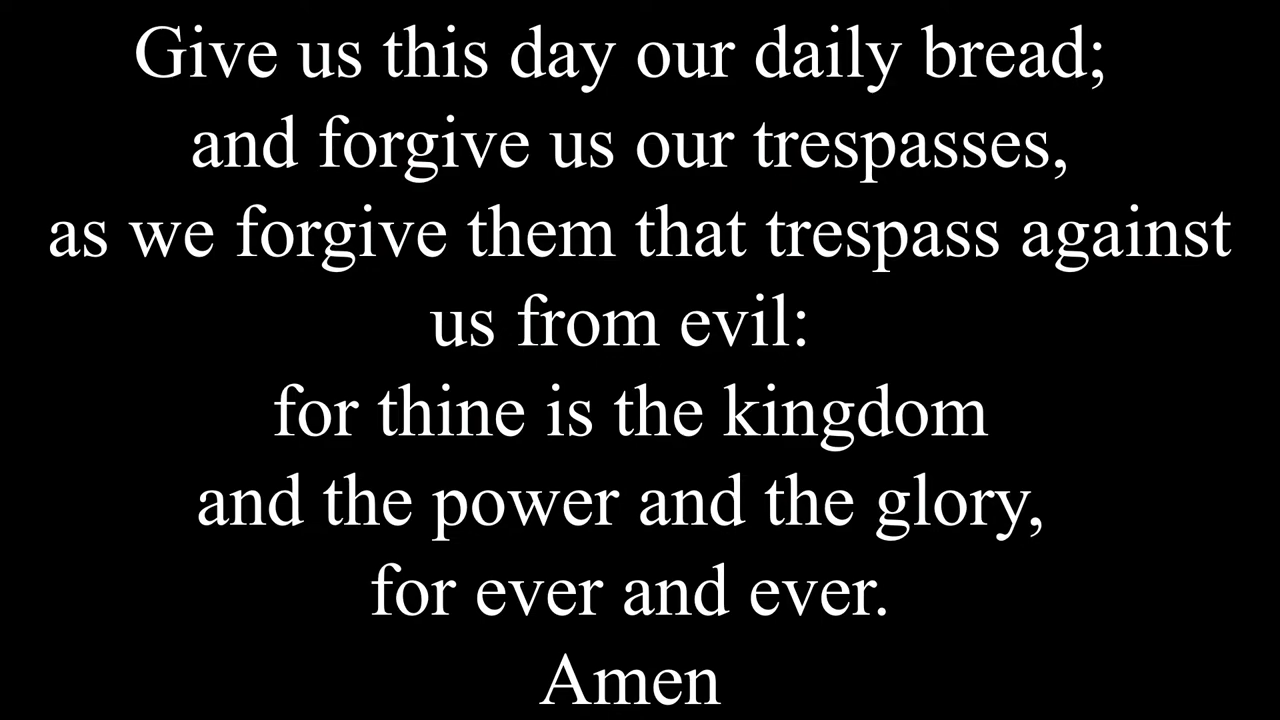 Give us this day our daily bread;
and forgive us our trespasses,
as we forgive them that trespass against
us from evil:
for thine is the kingdom
and the power and the glory,
for ever and ever.
Amen